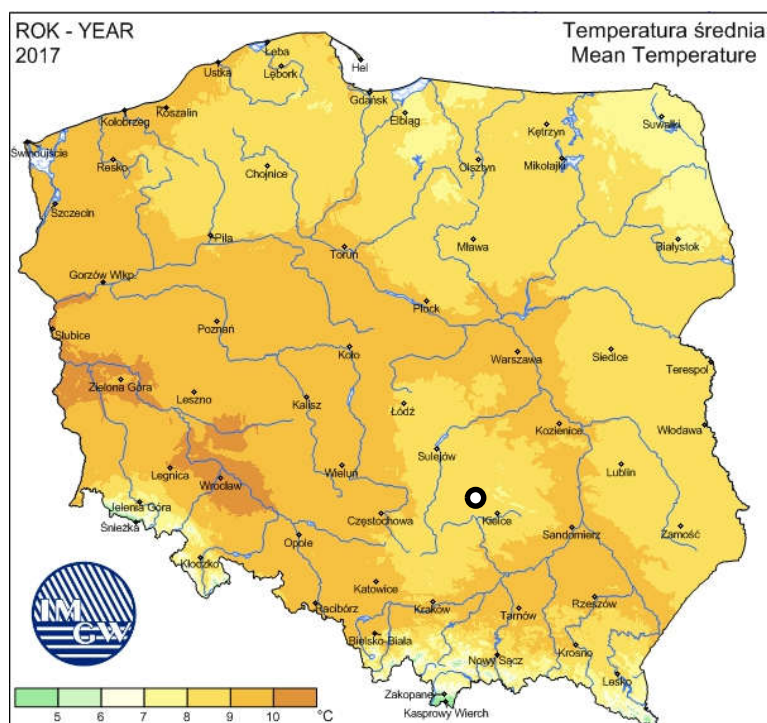 ROK - YEAR
2017
Temperatura średnia
Mean Temperature
Łeba
Hel
Ustka
Lębork
Gdańsk
Koszalin
Kołobrzeg
Elbląg
Kętrzyn
Suwałki
Świnoujście
Resko
Chojnice
Olsztyn
Mikołajki
Szczecin
Piła
Toruń
Mława
Białystok
Gorzów Wlkp.
Płock
Słubice
Poznań
Koło
Warszawa
Siedlce
Terespol
Zielona Góra
Leszno
Kalisz
Łódź
Kozienice
Włodawa
Sulejów
Legnica
Wrocław
Wieluń
Lublin
Jelenia Góra
Śnieżka
Częstochowa
Kielce
Sandomierz
Zamość
Opole
Kłodzko
Katowice
Racibórz
Kraków
Tarnów
Rzeszów
Bielsko-Biała
Nowy Sącz
Krosno
Lesko
Zakopane
Kasprowy Wierch
IM
GW
5 6 7 8 9 10 °C